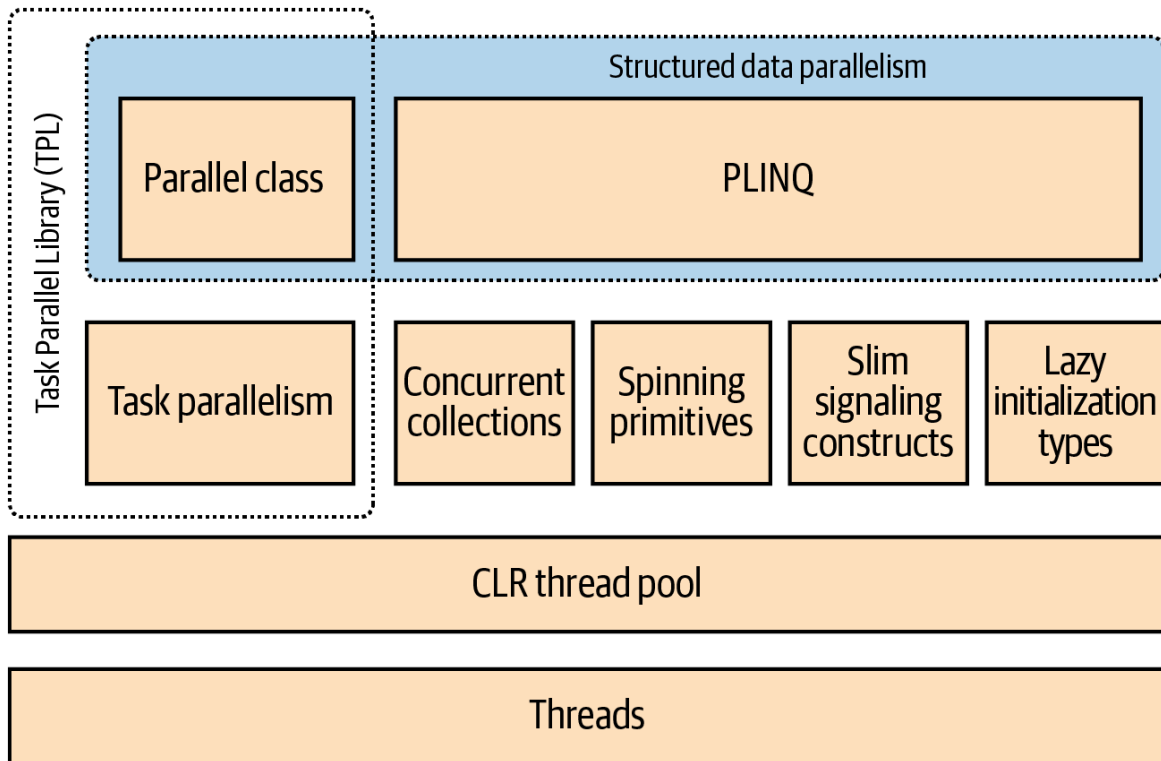 Task Parallel Library (TPL)
Structured data parallelism
Parallel class
PLINQ
Task parallelism
Concurrent
collections
Spinning
primitives
Slim
signaling
constructs
Lazy
initialization
types
CLR thread pool
Threads